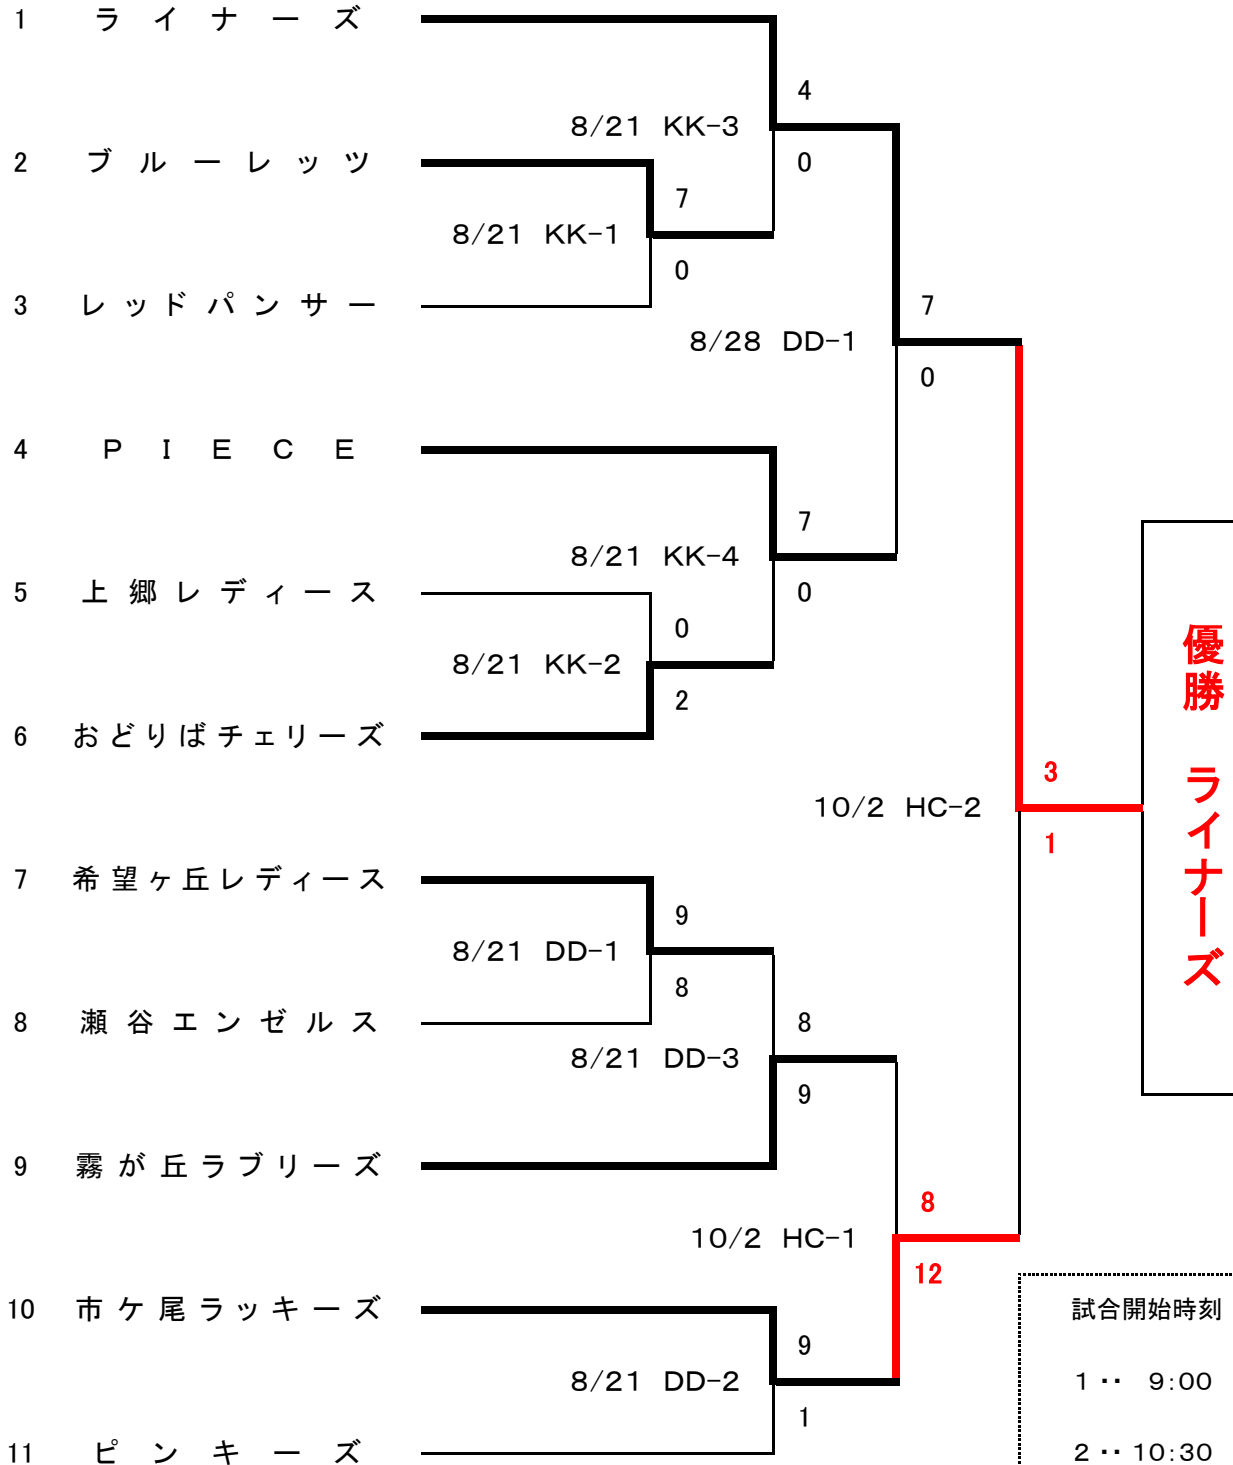 1 ライナーズ
4
8/21 KK-3
2 ブルーレッツ
0
7
8/21 KK-1
0
3 レッドパンサー
7
8/28 DD-1
0
4 PIECE
7
8/21 KK-4
5 上郷レディース
0
0
8/21 KK-2
2
6 おどりばチェリーズ
3
10/2 HC-2
1
優勝 ライナーズ
7 希望ヶ丘レディース
9
8/21 DD-1
8
8 瀬谷エンゼルス
8
8/21 DD-3
9
9 霧が丘ラブリーズ
8
10/2 HC-1
12
10 市ケ尾ラッキーズ
9
8/21 DD-2
1
11 ピンキーズ
試合開始時刻
1 ‥ 9:00
2 ‥ 10:30